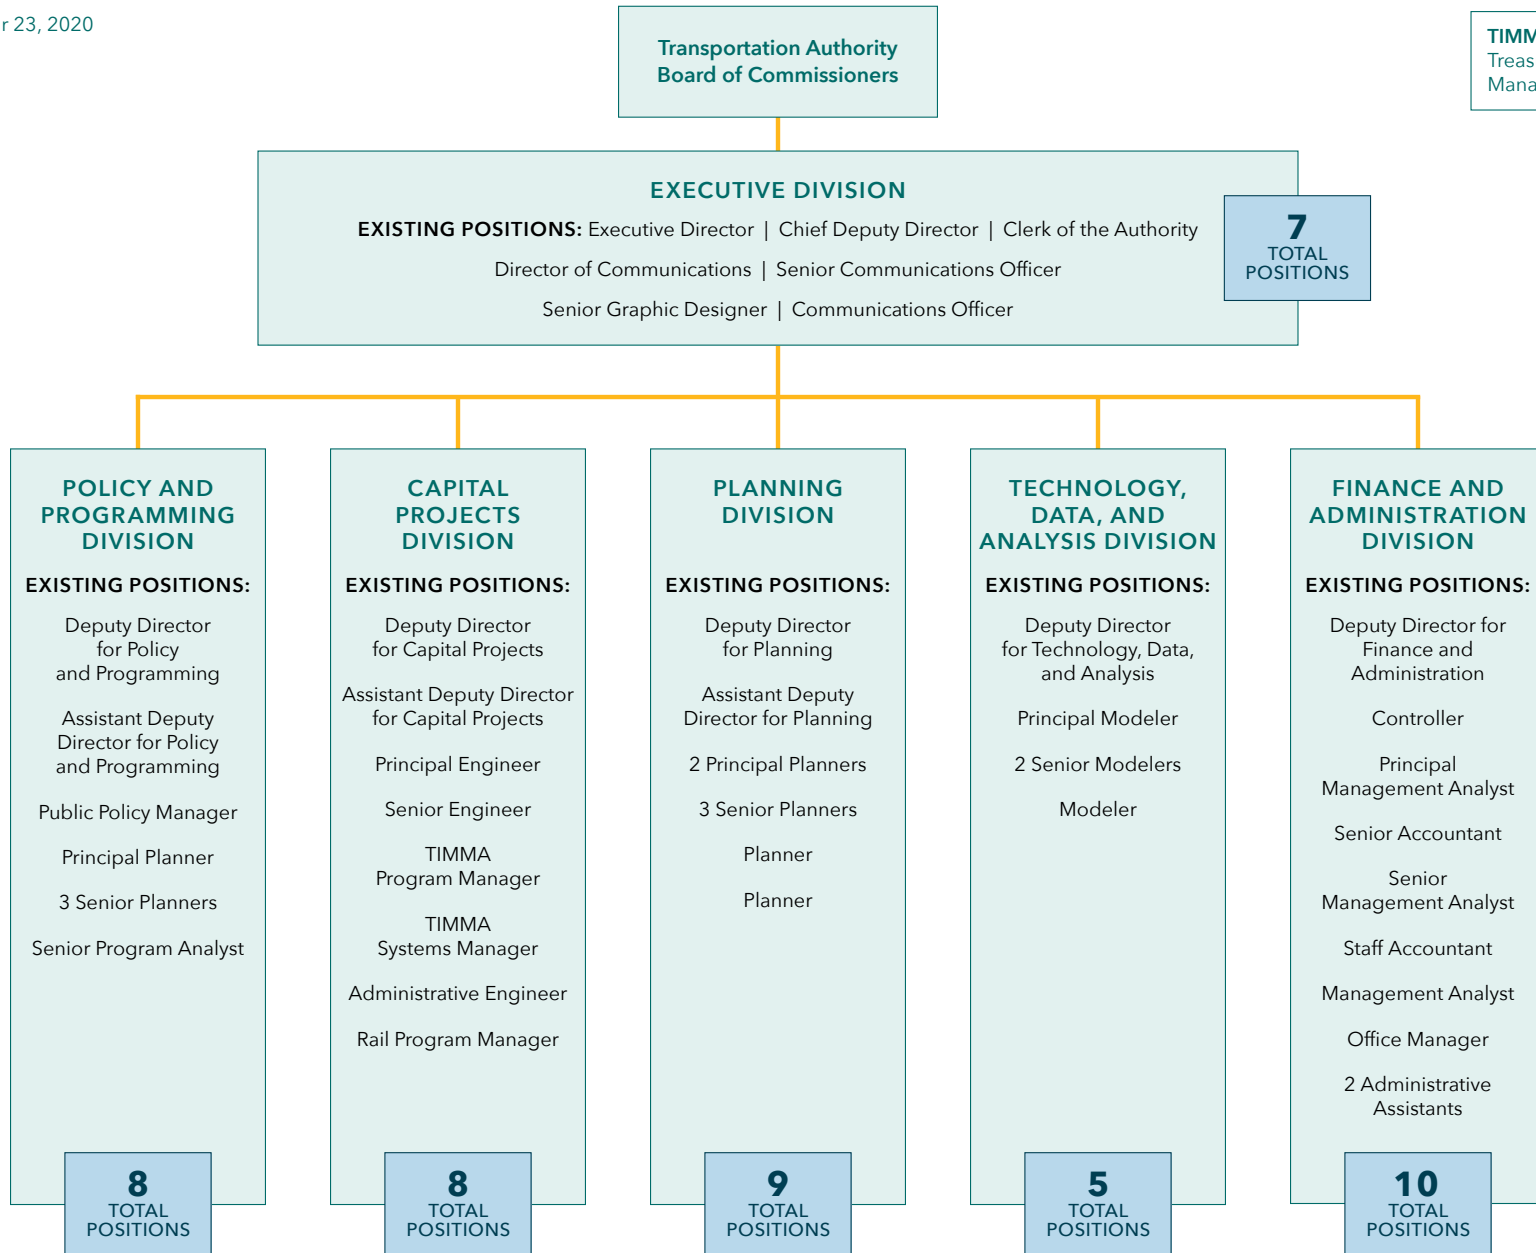 r 23, 2020
Transportation Authority
Board of Commissioners
TIMM
Treas
Mana
EXECUTIVE DIVISION
EXISTING POSITIONS: Executive Director | Chief Deputy Director | Clerk of the Authority
Director of Communications | Senior Communications Officer
Senior Graphic Designer | Communications Officer
7
TOTAL
POSITIONS
POLICY AND
PROGRAMMING
DIVISION
EXISTING POSITIONS:
Deputy Director
for Policy
and Programming
Assistant Deputy
Director for Policy
and Programming
Public Policy Manager
Principal Planner
3 Senior Planners
Senior Program Analyst
8
TOTAL
POSITIONS
CAPITAL
PROJECTS
DIVISION
EXISTING POSITIONS:
Deputy Director
for Capital Projects
Assistant Deputy Director
for Capital Projects
Principal Engineer
Senior Engineer
TIMMA
Program Manager
TIMMA
Systems Manager
Administrative Engineer
Rail Program Manager
8
TOTAL
POSITIONS
PLANNING
DIVISION
EXISTING POSITIONS:
Deputy Director
for Planning
Assistant Deputy
Director for Planning
2 Principal Planners
3 Senior Planners
Planner
Planner
9
TOTAL
POSITIONS
TECHNOLOGY,
DATA, AND
ANALYSIS DIVISION
EXISTING POSITIONS:
Deputy Director
for Technology, Data,
and Analysis
Principal Modeler
2 Senior Modelers
Modeler
5
TOTAL
POSITIONS
FINANCE AND
ADMINISTRATION
DIVISION
EXISTING POSITIONS:
Deputy Director for
Finance and
Administration
Controller
Principal
Management Analyst
Senior Accountant
Senior
Management Analyst
Staff Accountant
Management Analyst
Office Manager
2 Administrative
Assistants
10
TOTAL
POSITIONS